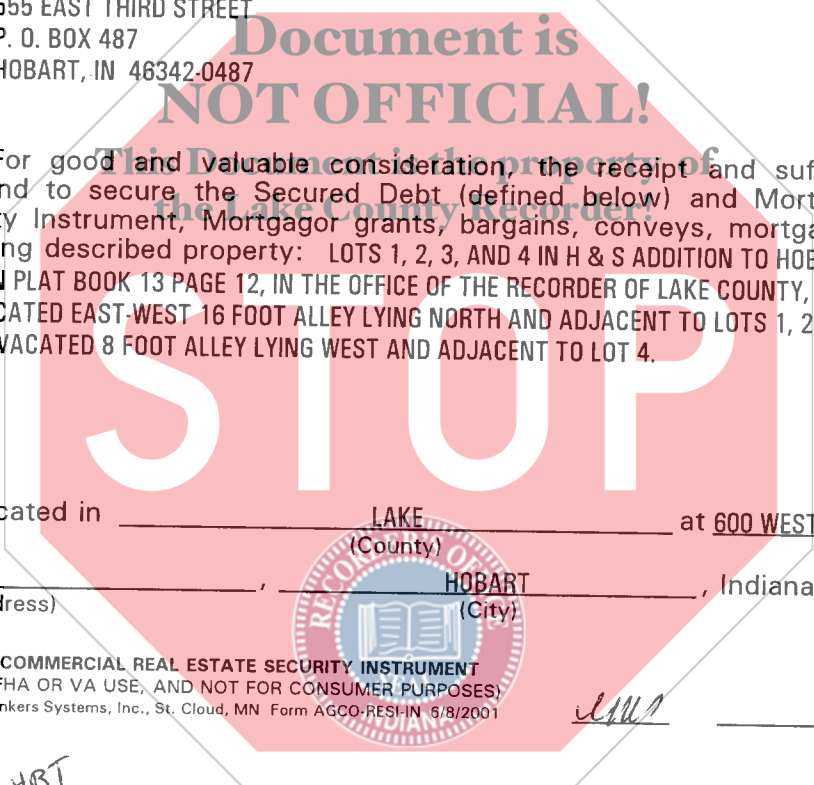 555 EAST THIRD STREET
P. O. BOX 487
HOBART, IN 46342-0487
Document is
NOT OFFICIAL!
This Document is the property of
the Lake County Recorder!
For good and valuable consideration, the receipt and suf
nd to secure the Secured Debt (defined below) and Mort
ty Instrument, Mortgagor grants, bargains, conveys, mortga
ing described property: LOTS 1, 2, 3, AND 4 IN H & S ADDITION TO HOB
N PLAT BOOK 13 PAGE 12, IN THE OFFICE OF THE RECORDER OF LAKE COUNTY,
CATED EAST-WEST 16 FOOT ALLEY LYING NORTH AND ADJACENT TO LOTS 1, 2
VACATED 8 FOOT ALLEY LYING WEST AND ADJACENT TO LOT 4.
STOP
cated in LAKE at 600 WEST
(County)
, HOBART, Indiana
dress) (City)
RECORDER'S OFFICE
SEAL
INDIANA
COMMERCIAL REAL ESTATE SECURITY INSTRUMENT
FHA OR VA USE, AND NOT FOR CONSUMER PURPOSES)
nkers Systems, Inc., St. Cloud, MN Form AGCO-RESI-IN 6/8/2001